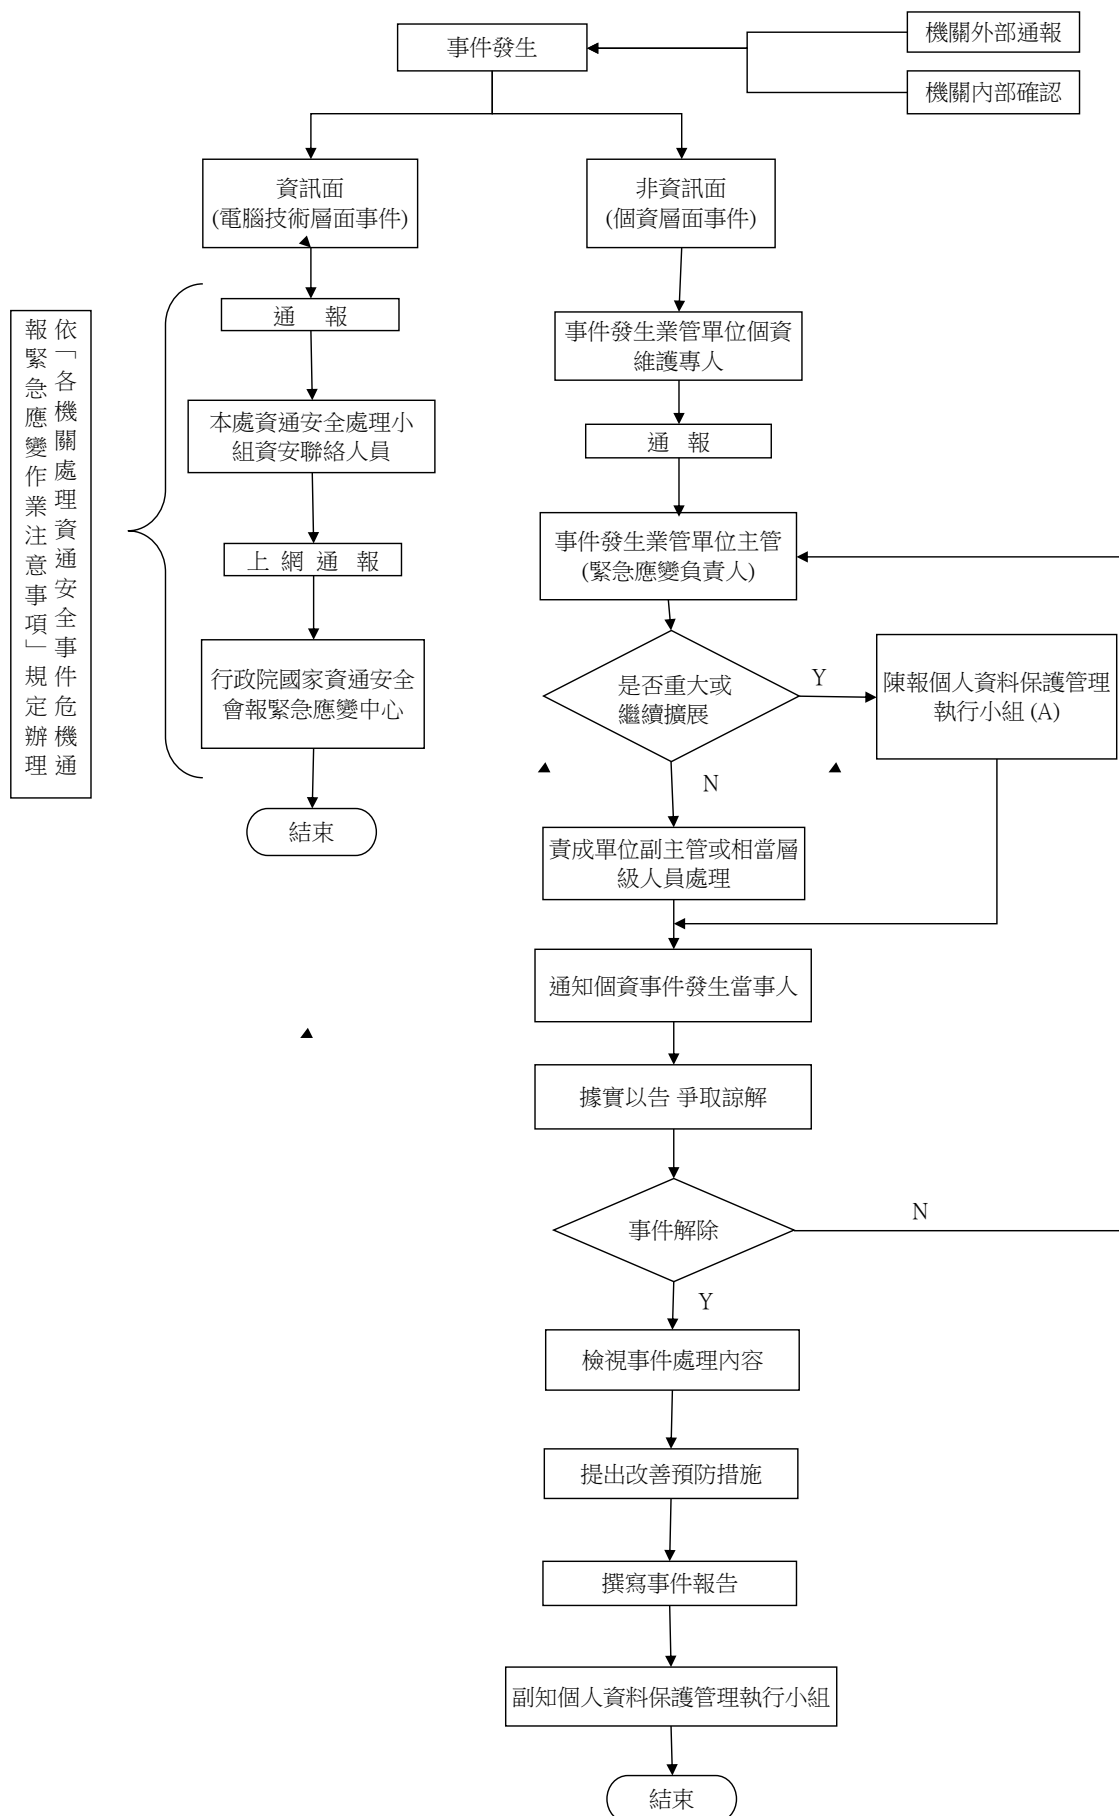 事件發生
機關外部通報
機關內部確認
資訊面
(電腦技術層面事件)
非資訊面
(個資層面事件)
依「各機關處理資通安全事件危機通
報緊急應變作業注意事項」規定辦理
通 報
本處資通安全處理小
組資安聯絡人員
上 網 通 報
行政院國家資通安全
會報緊急應變中心
結束
事件發生業管單位個資
維護專人
通 報
事件發生業管單位主管
(緊急應變負責人)
是否重大或
繼續擴展
Y
陳報個人資料保護管理
執行小組 (A)
N
責成單位副主管或相當層
級人員處理
通知個資事件發生當事人
據實以告 爭取諒解
事件解除
N
Y
檢視事件處理內容
提出改善預防措施
撰寫事件報告
副知個人資料保護管理執行小組
結束